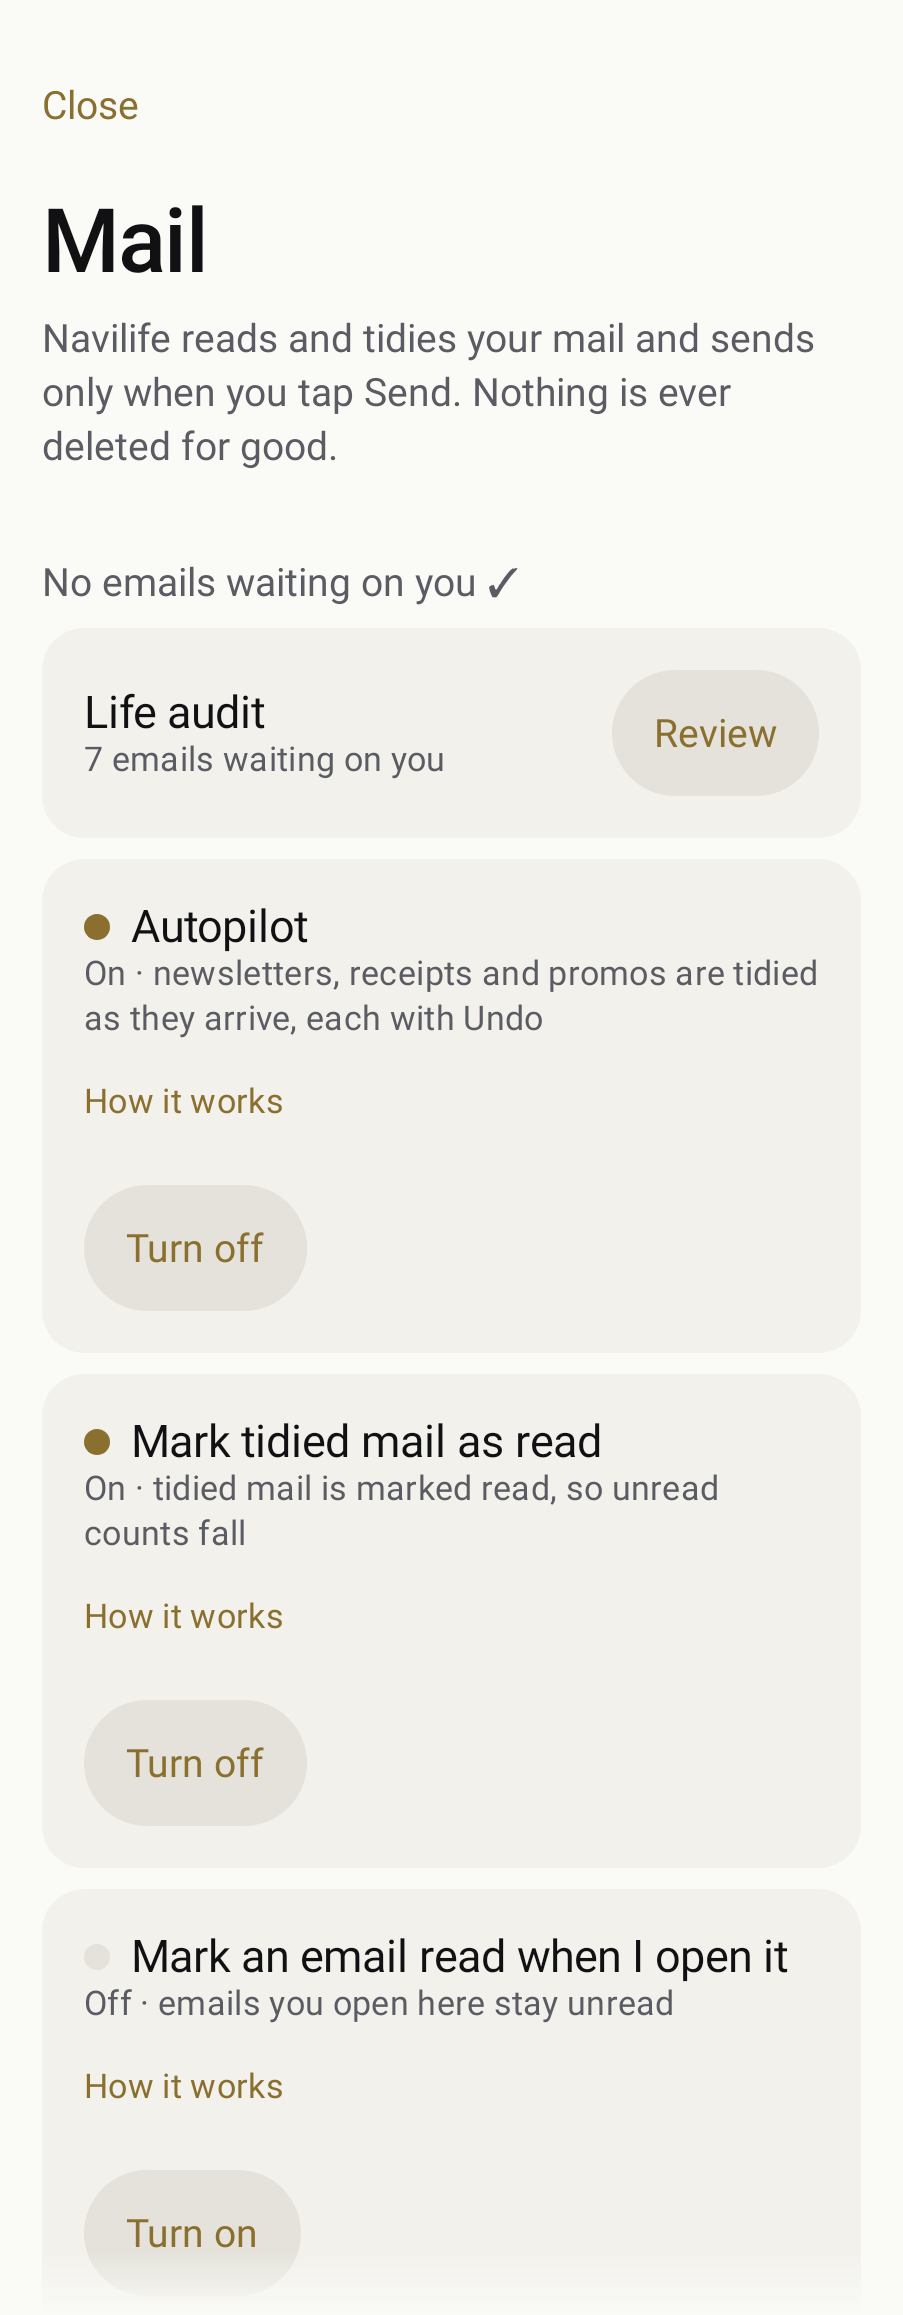 Close
Mail
Navilife reads and tidies your mail and sends
only when you tap Send. Nothing is ever
deleted for good.
No emails waiting on you ✓
Life audit
7 emails waiting on you
Review
Autopilot
On · newsletters, receipts and promos are tidied
as they arrive, each with Undo
How it works
Turn off
Mark tidied mail as read
On · tidied mail is marked read, so unread
counts fall
How it works
Turn off
Mark an email read when I open it
Off · emails you open here stay unread
How it works
Turn on